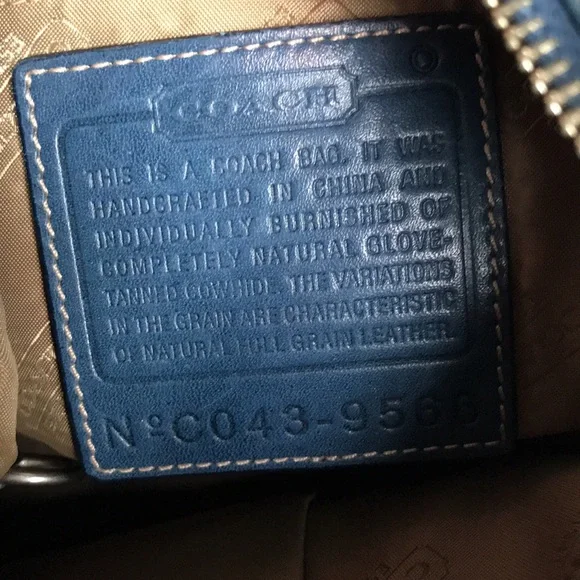 ©
COACH
THIS IS A COACH BAG. IT WAS
HANDCRAFTED IN CHINA AND
INDIVIDUALLY BURNISHED OF
COMPLETELY NATURAL GLOVE-
TANNED COWHIDE. THE VARIATIONS
IN THE GRAIN ARE CHARACTERISTIC
OF NATURAL FULL GRAIN LEATHER.